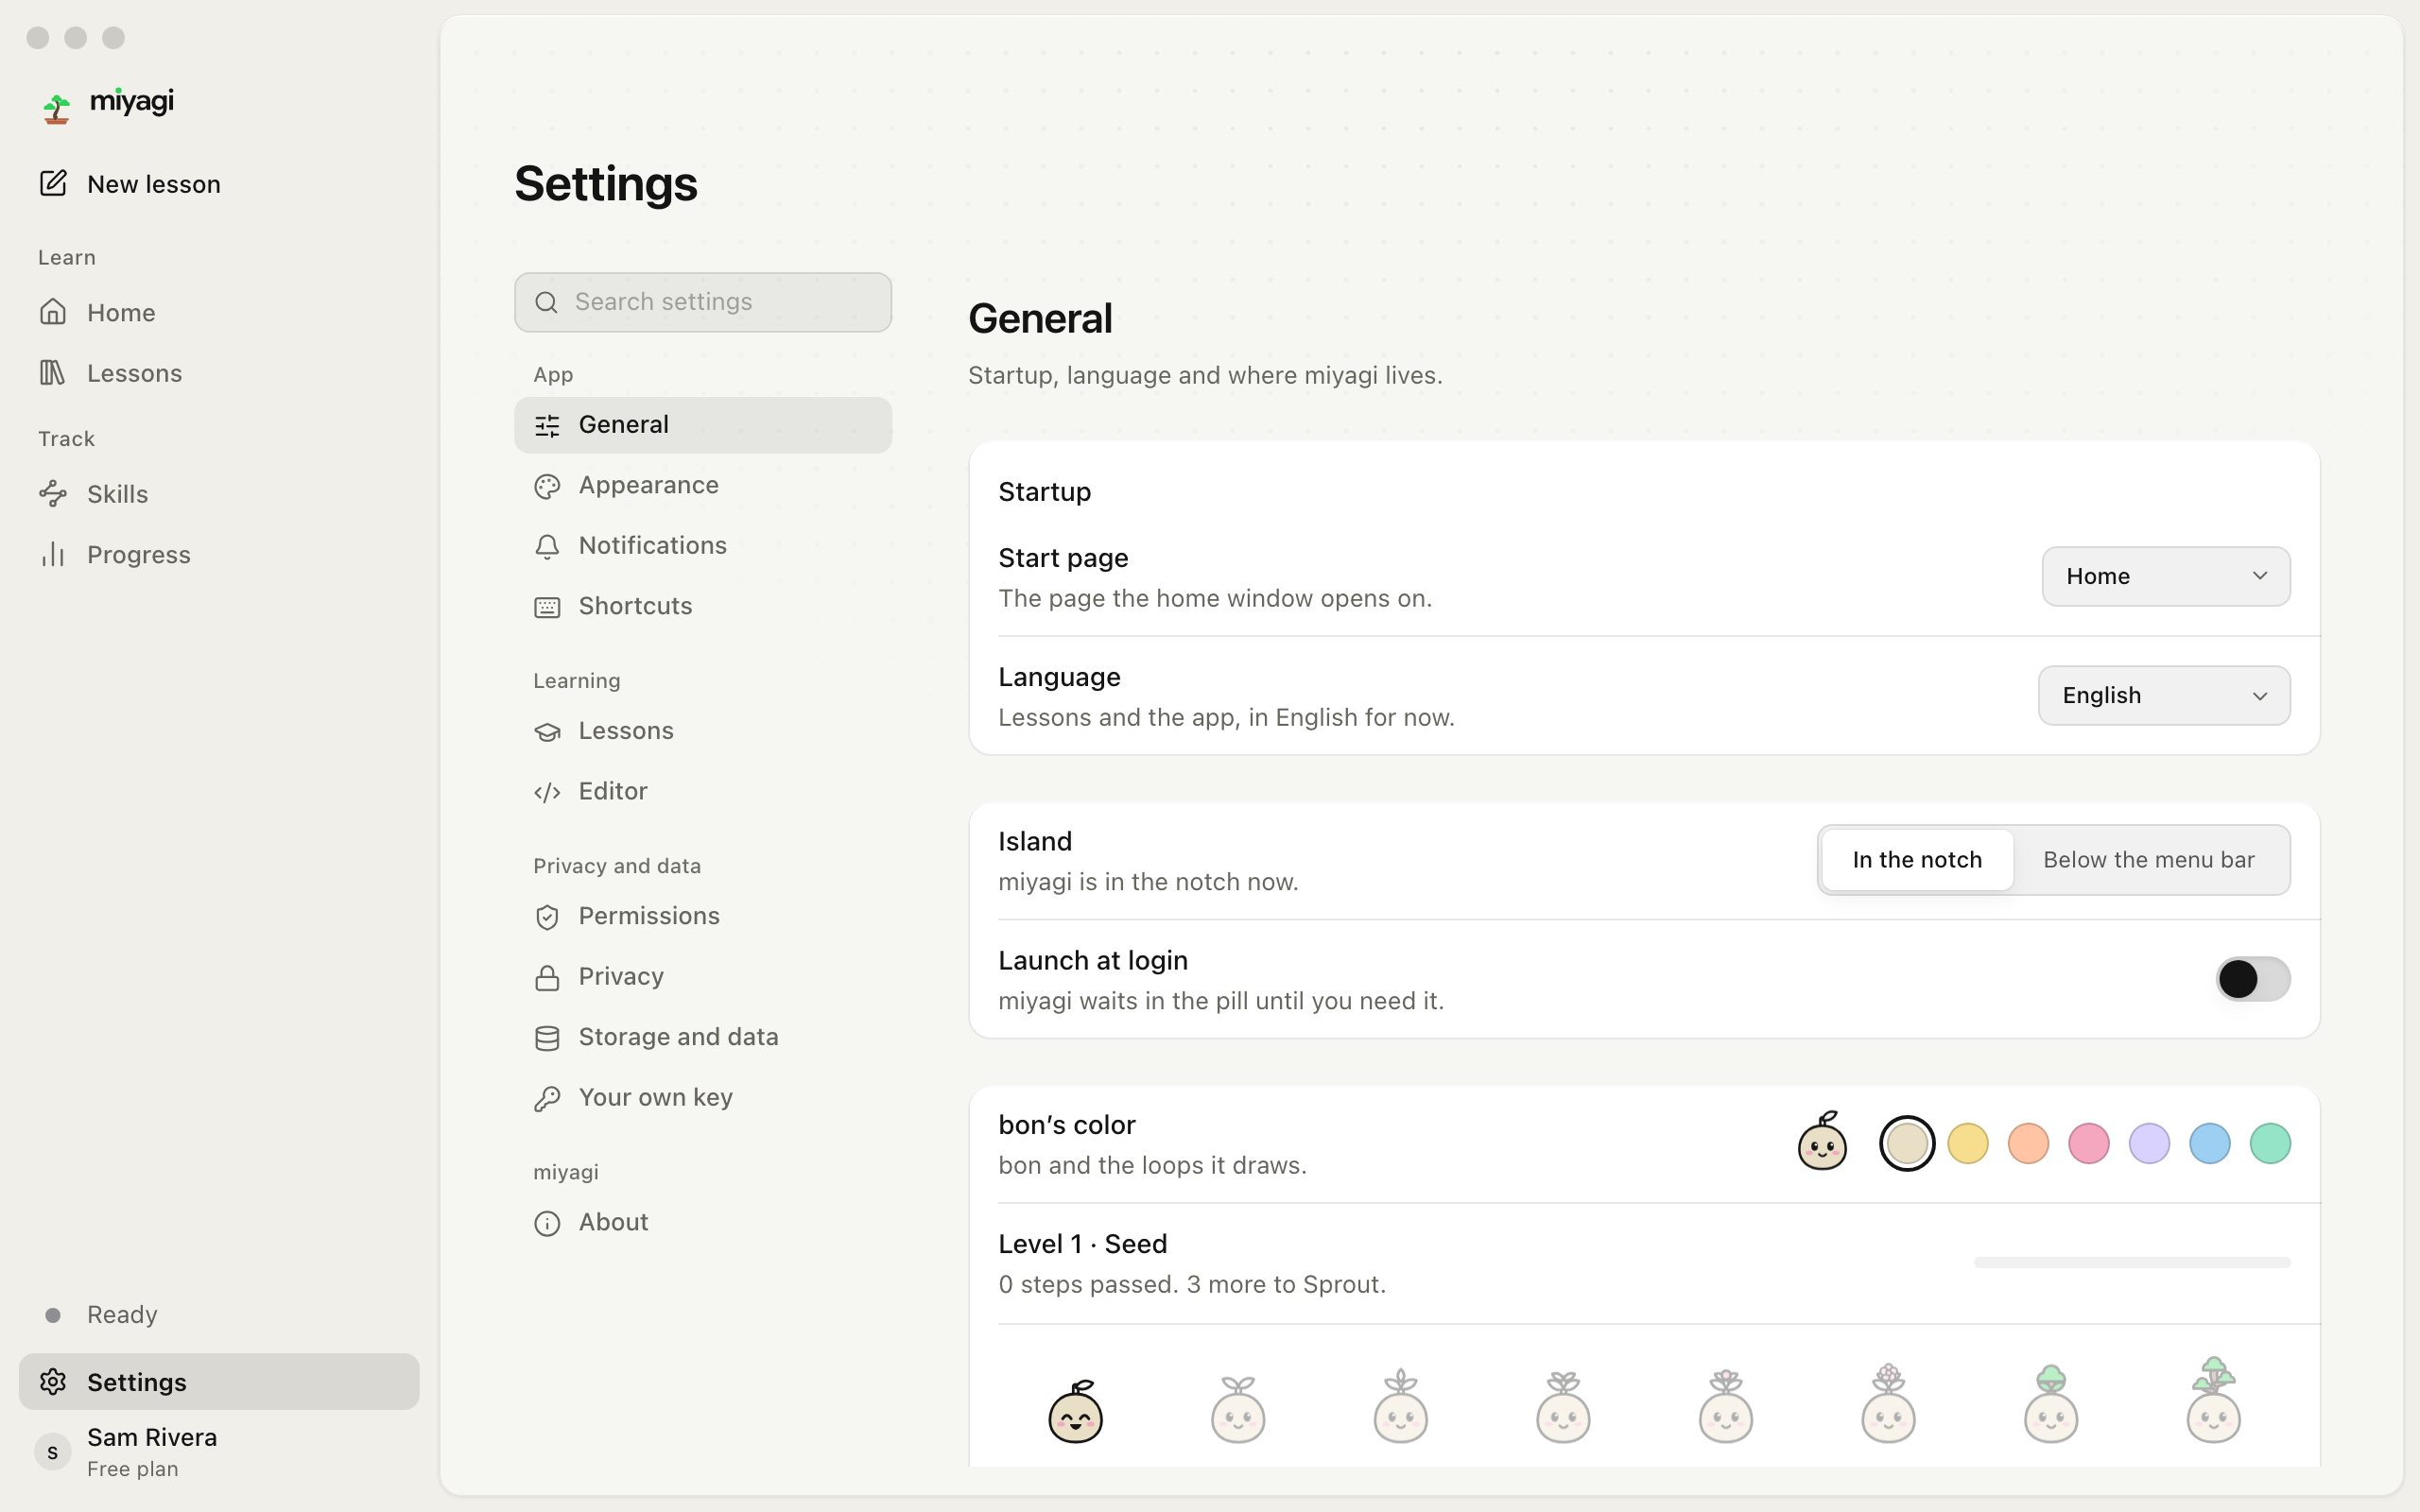 miyagi
New lesson
Learn
Home
Lessons
Track
Skills
Progress
Ready
Settings
S
Sam Rivera
Free plan
Settings
Search settings
App
General
Appearance
Notifications
Shortcuts
Learning
Lessons
Editor
Privacy and data
Permissions
Privacy
Storage and data
Your own key
miyagi
About
General
Startup, language and where miyagi lives.
Startup
Start page
The page the home window opens on.
Home
Language
Lessons and the app, in English for now.
English
Island
miyagi is in the notch now.
In the notch
Below the menu bar
Launch at login
miyagi waits in the pill until you need it.
bon’s color
bon and the loops it draws.
Level 1 · Seed
0 steps passed. 3 more to Sprout.